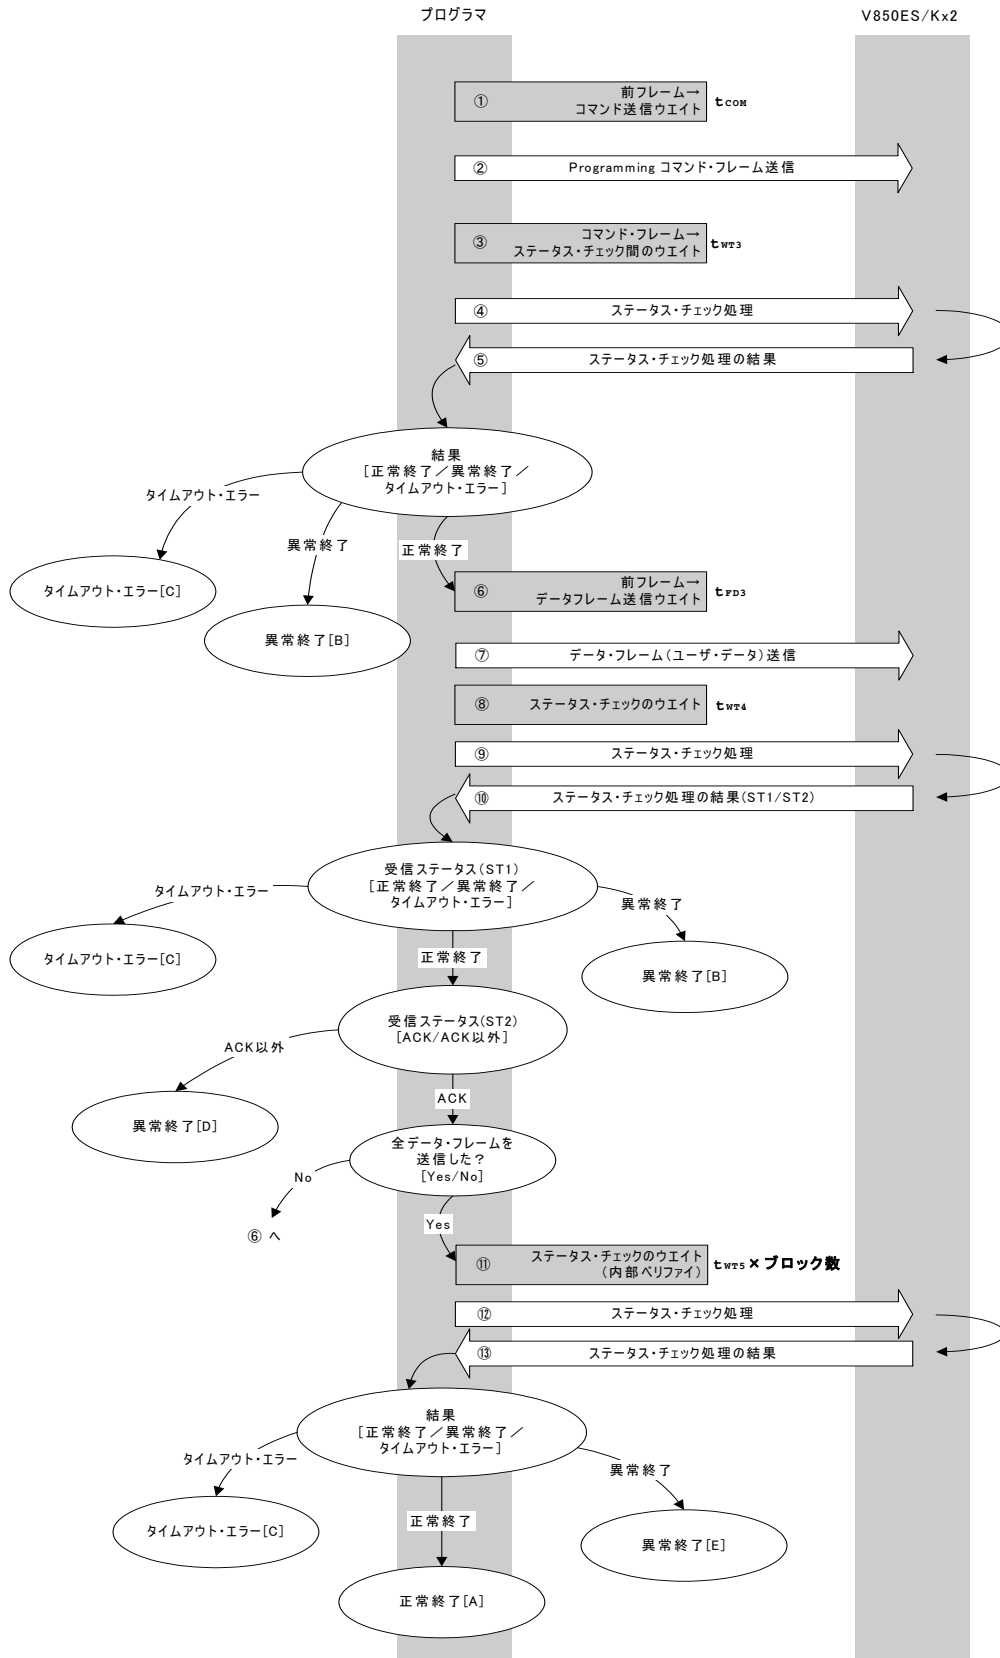 プログラマ
V850ES/Kx2
① 前フレーム→
コマンド送信ウエイト
tCOM
② Programming コマンド・フレーム送信
③ コマンド・フレーム→
ステータス・チェック間のウエイト
tWT3
④ ステータス・チェック処理
⑤ ステータス・チェック処理の結果
結果
[正常終了／異常終了／
タイムアウト・エラー]
タイムアウト・エラー
異常終了
正常終了
タイムアウト・エラー[C]
異常終了[B]
⑥ 前フレーム→
データフレーム送信ウエイト
tFD3
⑦ データ・フレーム(ユーザ・データ)送信
⑧ ステータス・チェックのウエイト
tWT4
⑨ ステータス・チェック処理
⑩ ステータス・チェック処理の結果(ST1/ST2)
受信ステータス(ST1)
[正常終了／異常終了／
タイムアウト・エラー]
タイムアウト・エラー
異常終了
正常終了
タイムアウト・エラー[C]
異常終了[B]
受信ステータス(ST2)
[ACK/ACK以外]
ACK以外
ACK
異常終了[D]
全データ・フレームを
送信した？
[Yes/No]
No
Yes
⑥ へ
⑪ ステータス・チェックのウエイト
(内部ベリファイ)
tWT5×ブロック数
⑫ ステータス・チェック処理
⑬ ステータス・チェック処理の結果
結果
[正常終了／異常終了／
タイムアウト・エラー]
タイムアウト・エラー
異常終了
正常終了
タイムアウト・エラー[C]
異常終了[E]
正常終了[A]